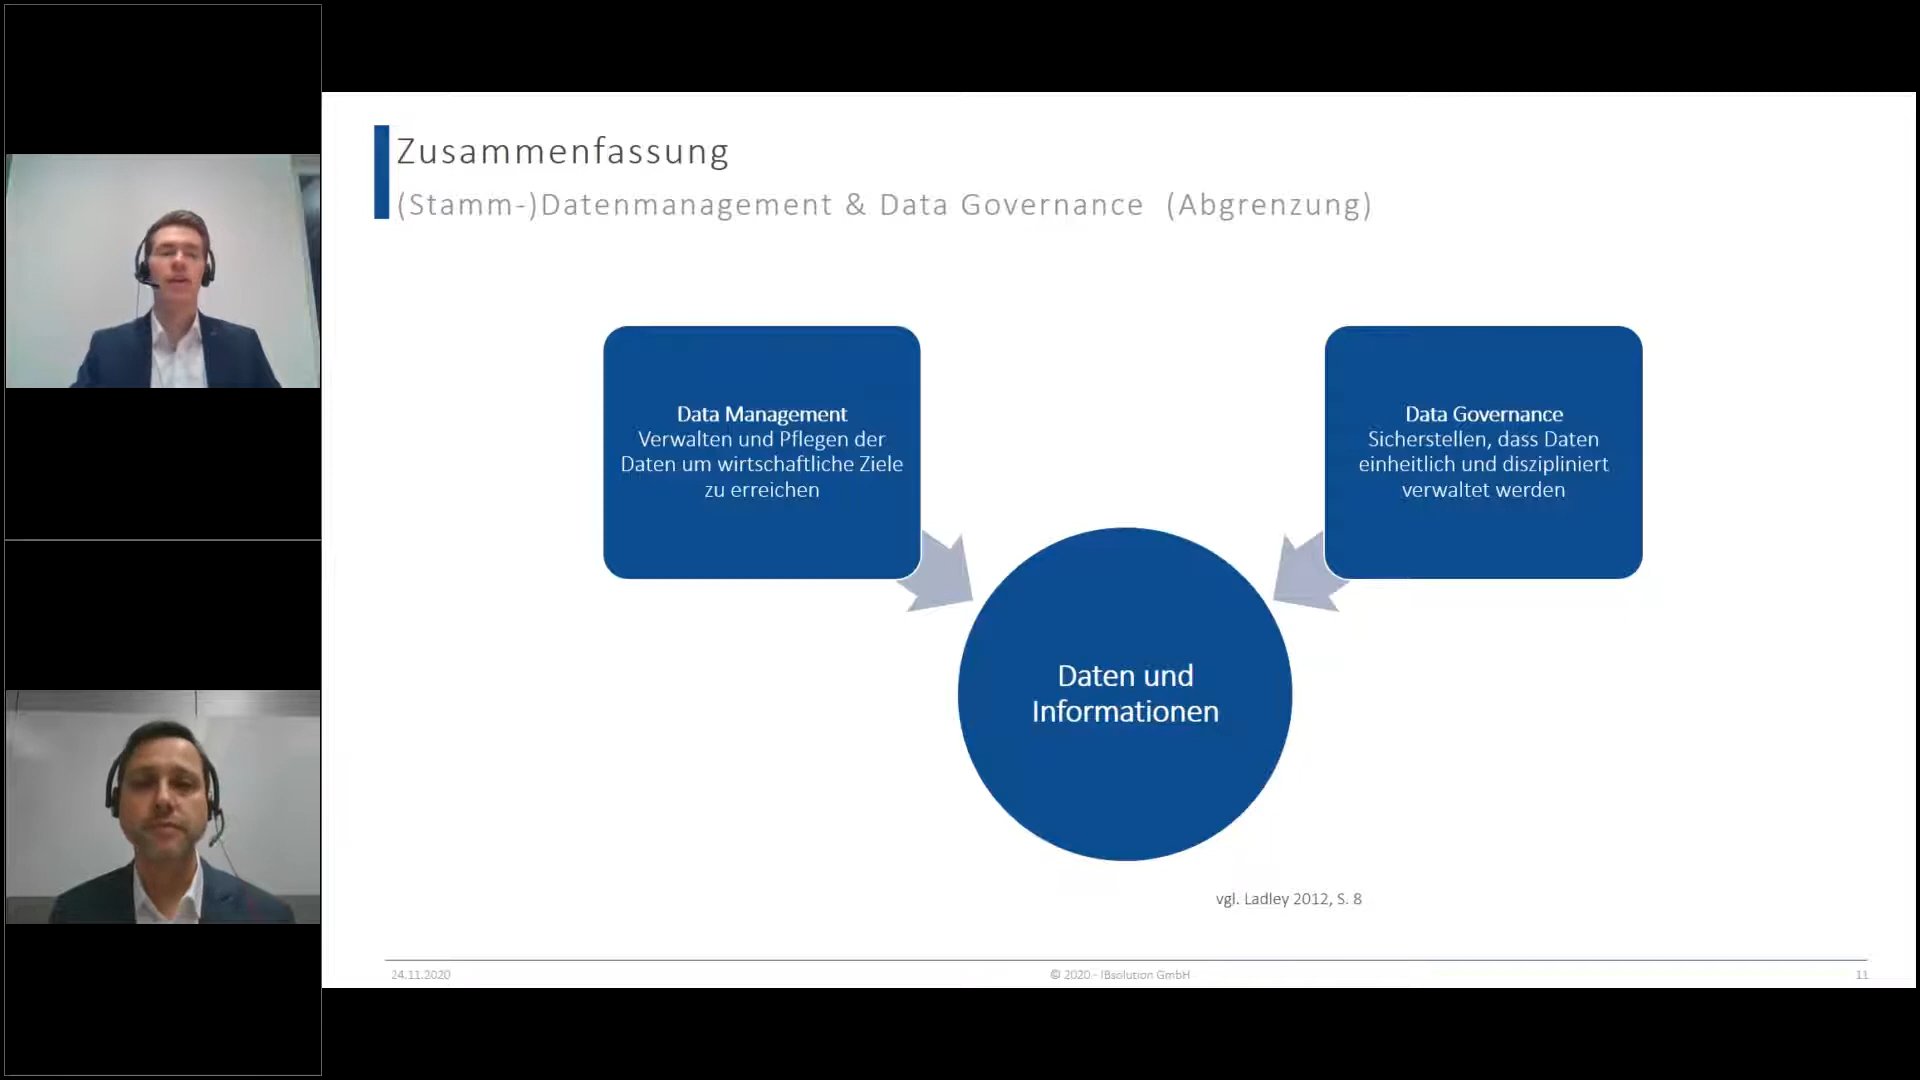 Zusammenfassung
(Stamm-)Datenmanagement & Data Governance (Abgrenzung)
Data Management
Verwalten und Pflegen der
Daten um wirtschaftliche Ziele
zu erreichen
Data Governance
Sicherstellen, dass Daten
einheitlich und diszipliniert
verwaltet werden
Daten und
Informationen
vgl. Ladley 2012, S. 8
24.11.2020
© 2020 - IBsolution GmbH
11